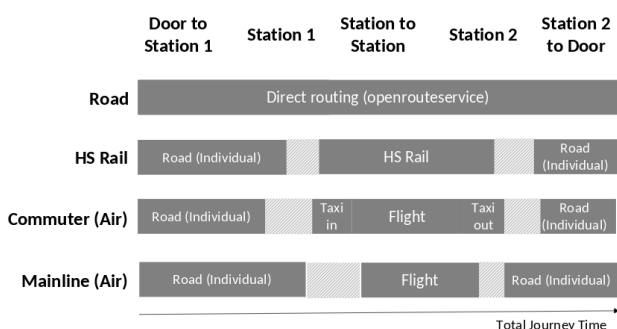 Door to
Station 1
Station 1
Station to
Station
Station 2
Station 2
to Door
Road
Direct routing (openrouteservice)
HS Rail
Road (Individual)
HS Rail
Road
(Individual)
Commuter (Air)
Road (Individual)
Taxi
in
Flight
Taxi
out
Road
(Individual)
Mainline (Air)
Road (Individual)
Flight
Road (Individual)
Total Journey Time